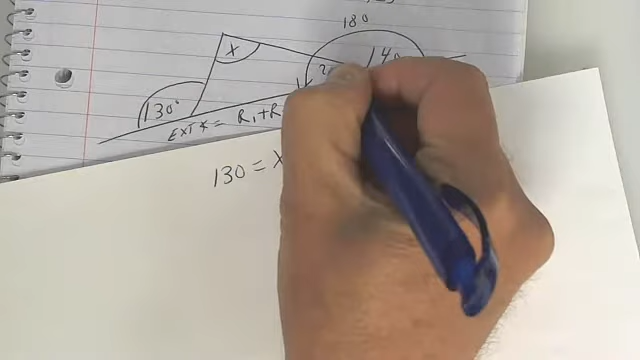 180
X
140
130°
EXT ∡ = R₁ + R
130 = X